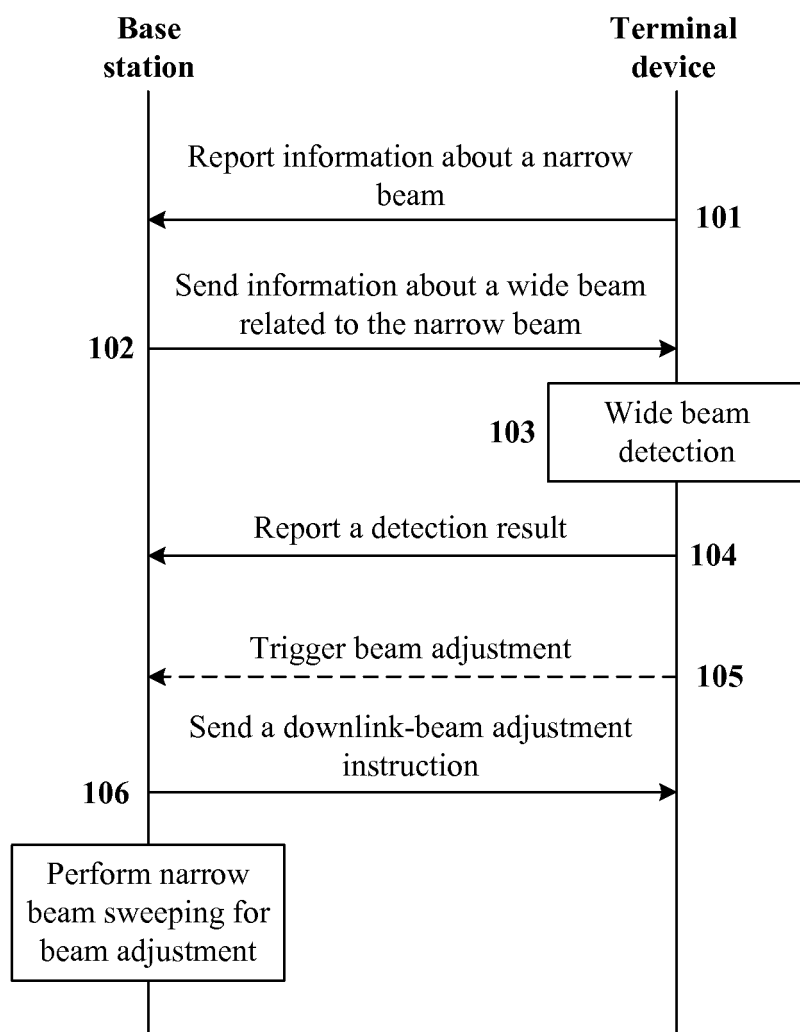 Base
station
Terminal
device
Report information about a narrow
beam
101
Send information about a wide beam
related to the narrow beam
102
103
Wide beam
detection
Report a detection result
104
Trigger beam adjustment
105
Send a downlink-beam adjustment
instruction
106
Perform narrow
beam sweeping for
beam adjustment